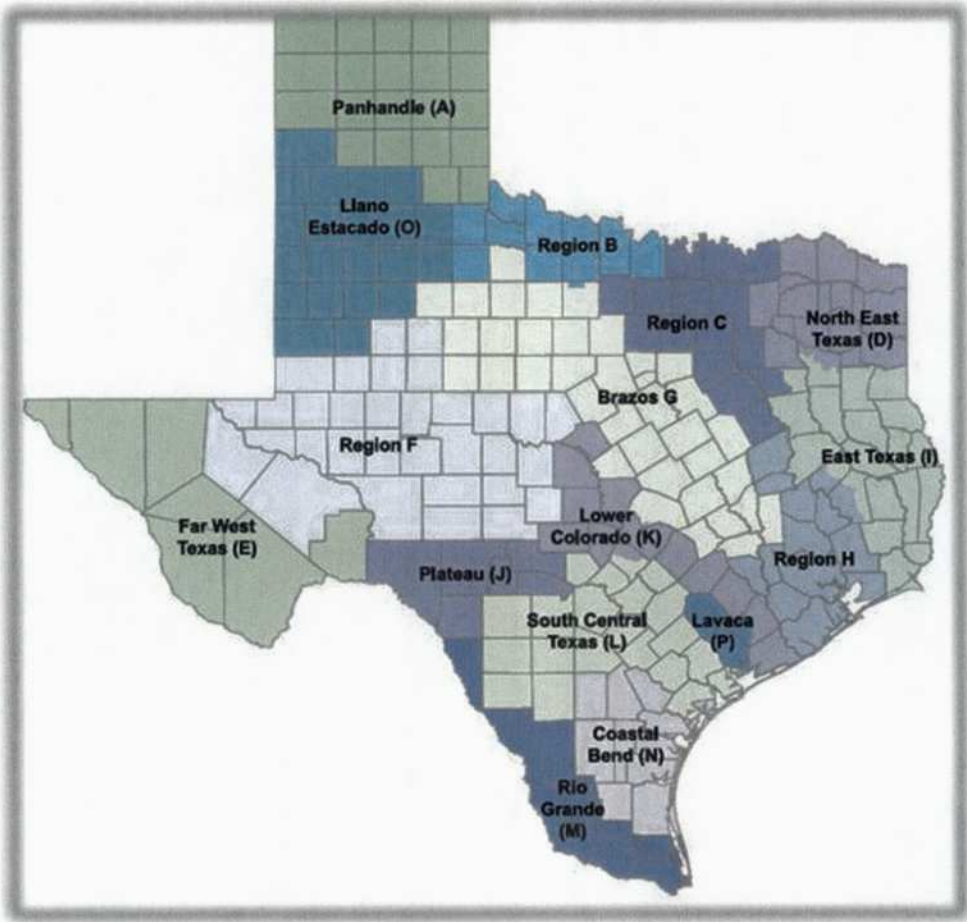 Panhandle (A)
Llano
Estacado (O)
Region B
Region C
North East
Texas (D)
Brazos G
Region F
East Texas (I)
Far West
Texas (E)
Lower
Colorado (K)
Region H
Plateau (J)
South Central
Texas (L)
Lavaca
(P)
Coastal
Bend (N)
Rio
Grande
(M)